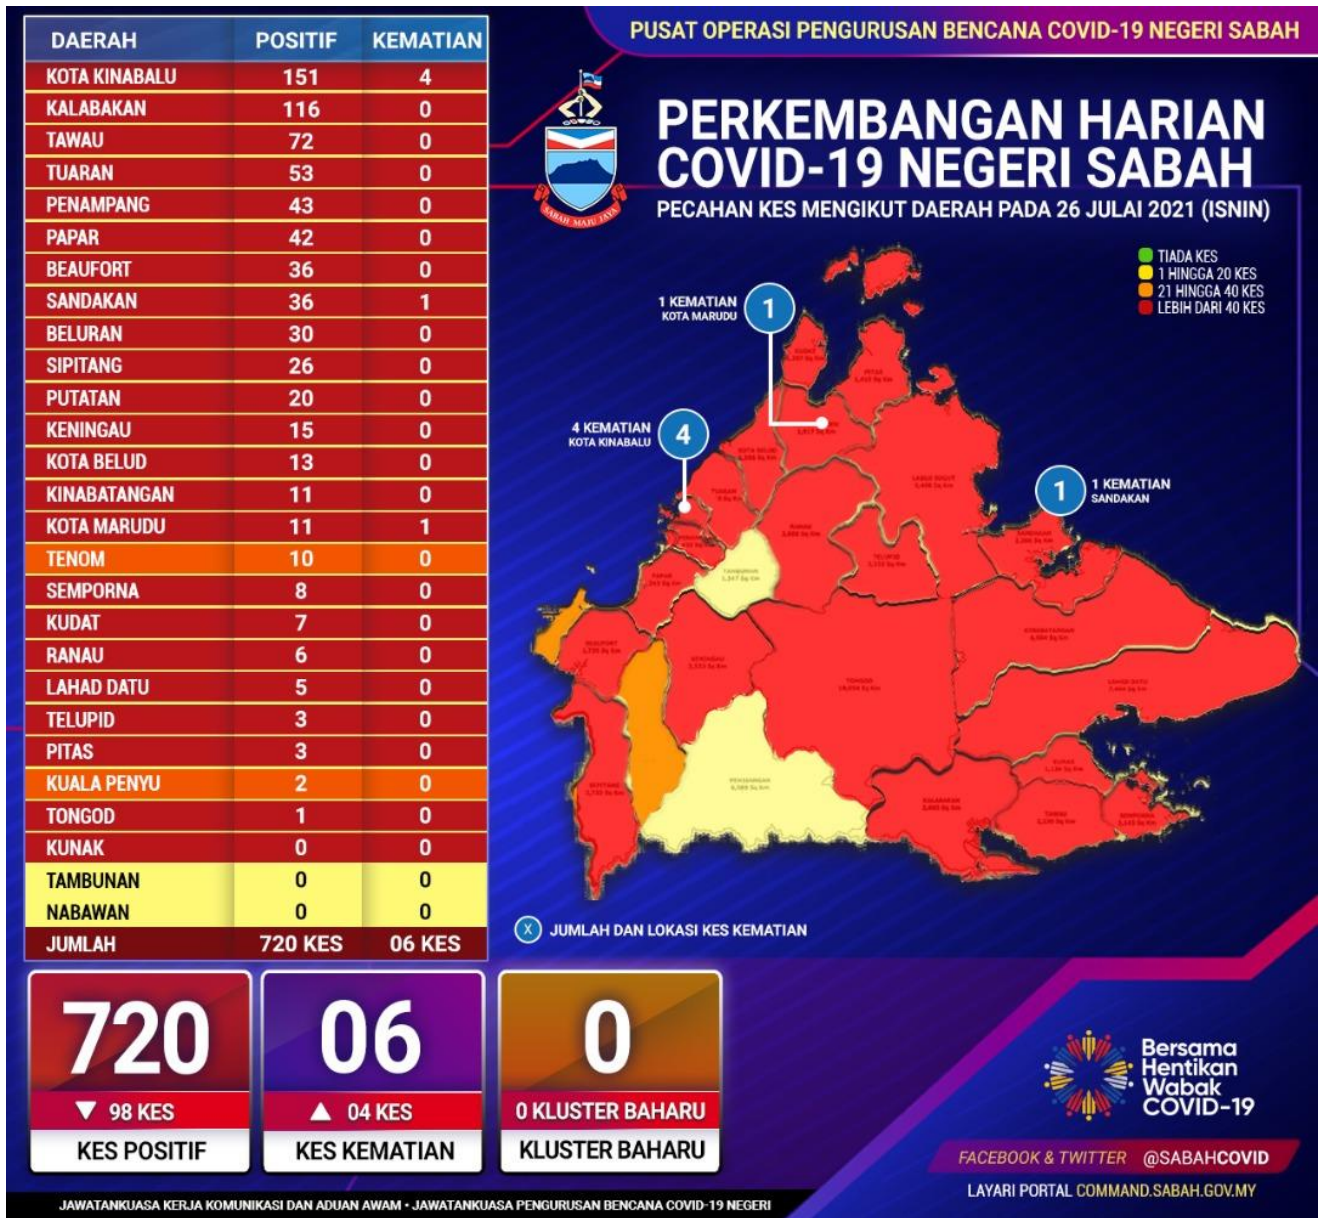 PUSAT OPERASI PENGURUSAN BENCANA COVID-19 NEGERI SABAH
PERKEMBANGAN HARIAN
COVID-19 NEGERI SABAH
PECAHAN KES MENGIKUT DAERAH PADA 26 JULAI 2021 (ISNIN)
SABAH MAJU JAYA
DAERAH POSITIF KEMATIAN
KOTA KINABALU 151 4
KALABAKAN 116 0
TAWAU 72 0
TUARAN 53 0
PENAMPANG 43 0
PAPAR 42 0
BEAUFORT 36 0
SANDAKAN 36 1
BELURAN 30 0
SIPITANG 26 0
PUTATAN 20 0
KENINGAU 15 0
KOTA BELUD 13 0
KINABATANGAN 11 0
KOTA MARUDU 11 1
TENOM 10 0
SEMPORNA 8 0
KUDAT 7 0
RANAU 6 0
LAHAD DATU 5 0
TELUPID 3 0
PITAS 3 0
KUALA PENYU 2 0
TONGOD 1 0
KUNAK 0 0
TAMBUNAN 0 0
NABAWAN 0 0
JUMLAH 720 KES 06 KES
TIADA KES
1 HINGGA 20 KES
21 HINGGA 40 KES
LEBIH DARI 40 KES
1 KEMATIAN
KOTA MARUDU
1
4 KEMATIAN
KOTA KINABALU
4
1
1 KEMATIAN
SANDAKAN
X JUMLAH DAN LOKASI KES KEMATIAN
720
▼ 98 KES
KES POSITIF
06
▲ 04 KES
KES KEMATIAN
0
0 KLUSTER BAHARU
KLUSTER BAHARU
Bersama
Hentikan
Wabak
COVID-19
FACEBOOK & TWITTER @SABAHCOVID
LAYARI PORTAL COMMAND.SABAH.GOV.MY
JAWATANKUASA KERJA KOMUNIKASI DAN ADUAN AWAM • JAWATANKUASA PENGURUSAN BENCANA COVID-19 NEGERI